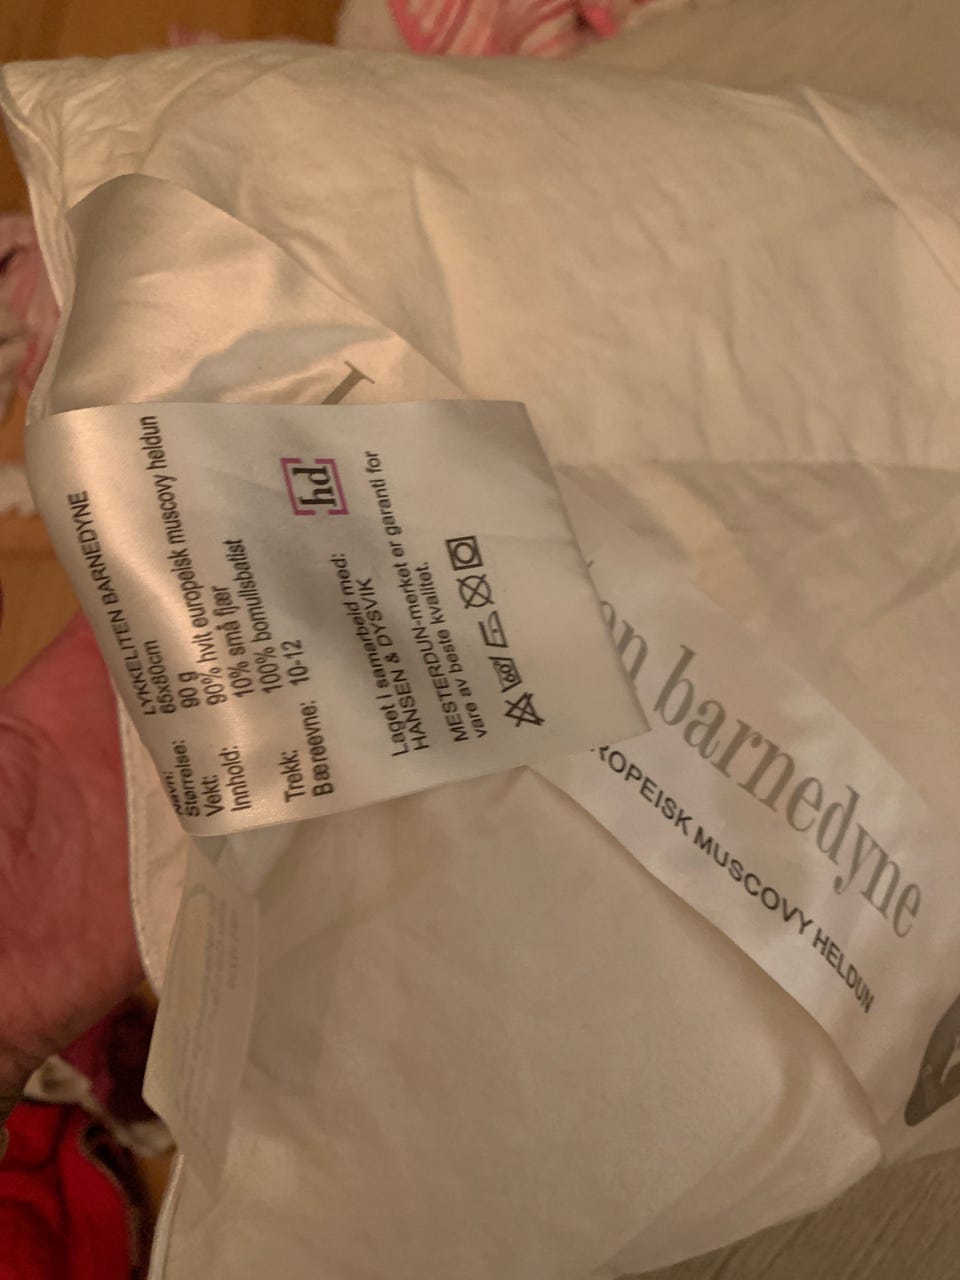 Navn: LYKKELITEN BARNEDYNE
Størrelse: 65x80cm
Vekt: 90 g
Innhold: 90% hvit europeisk muscovy heldun
10% små fjær
Trekk: 100% bomullsbatist
Bæreevne: 10-12
Laget i samarbeid med:
HANSEN & DYSVIK
[hd]
MESTERDUN-merket er garanti for
vare av beste kvalitet.
60
en barnedyne
ROPEISK MUSCOVY HELDUN